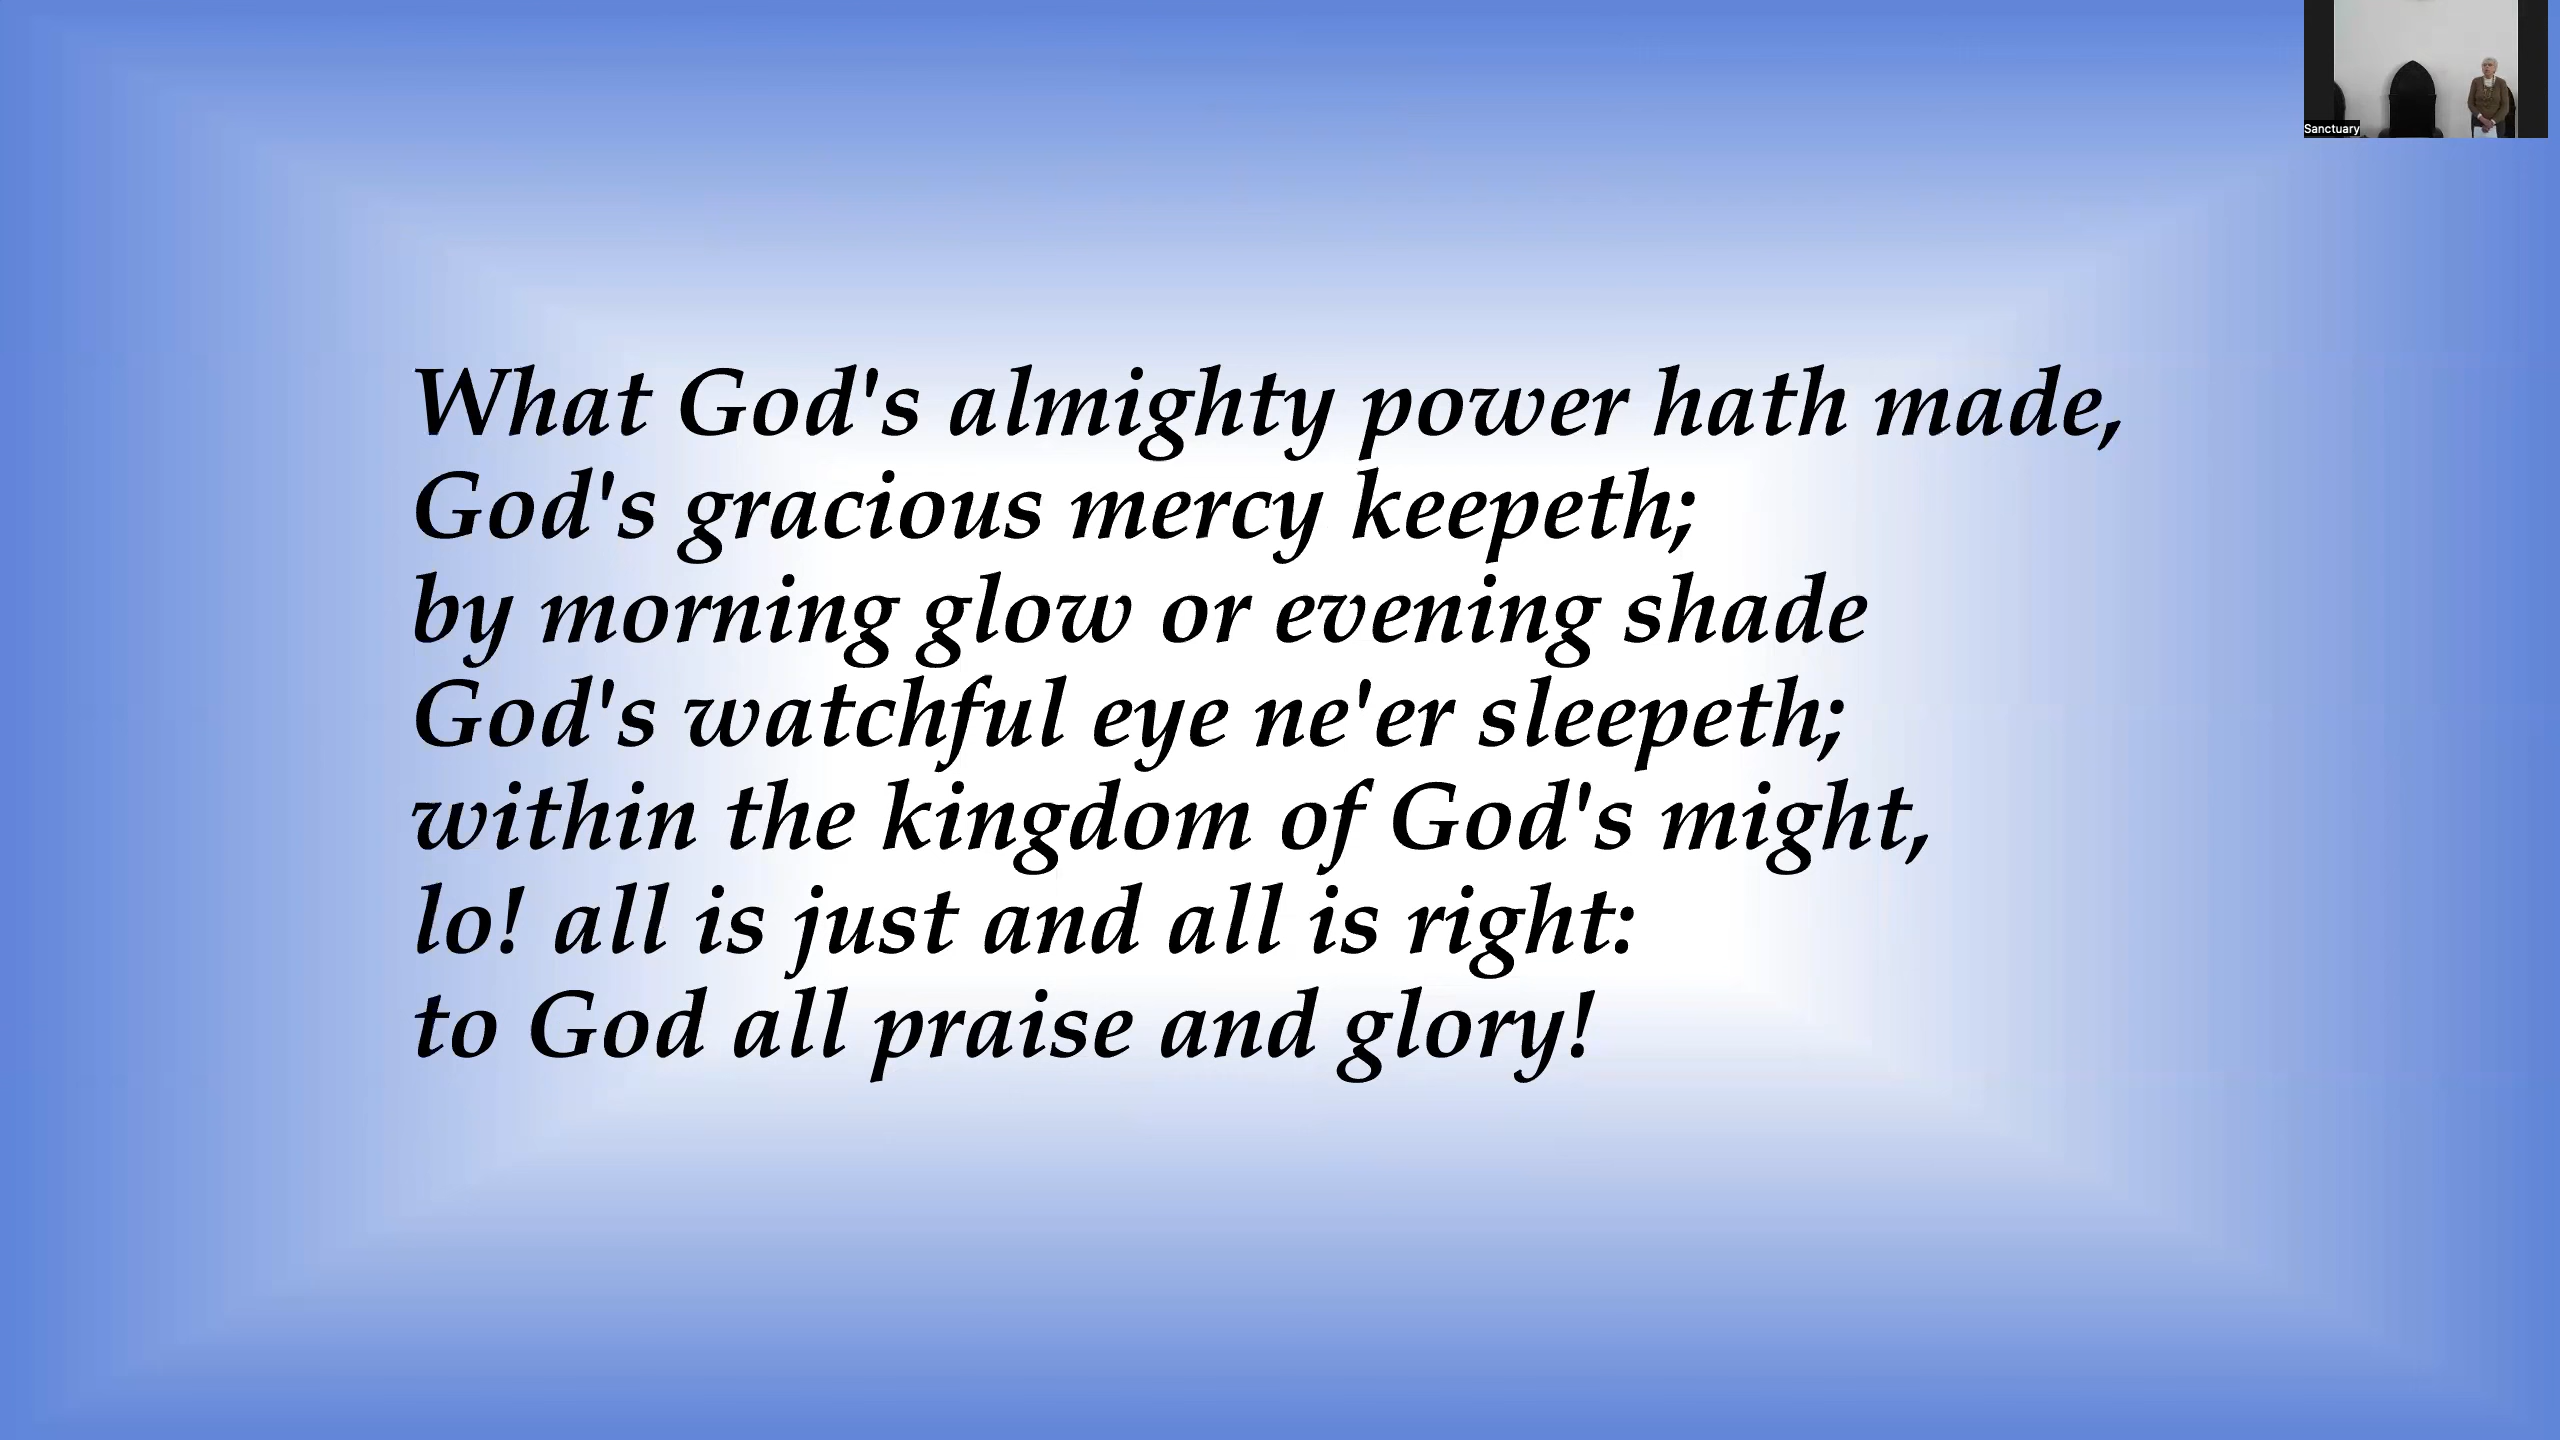 Sanctuary
What God's almighty power hath made,
God's gracious mercy keepeth;
by morning glow or evening shade
God's watchful eye ne'er sleepeth;
within the kingdom of God's might,
lo! all is just and all is right:
to God all praise and glory!